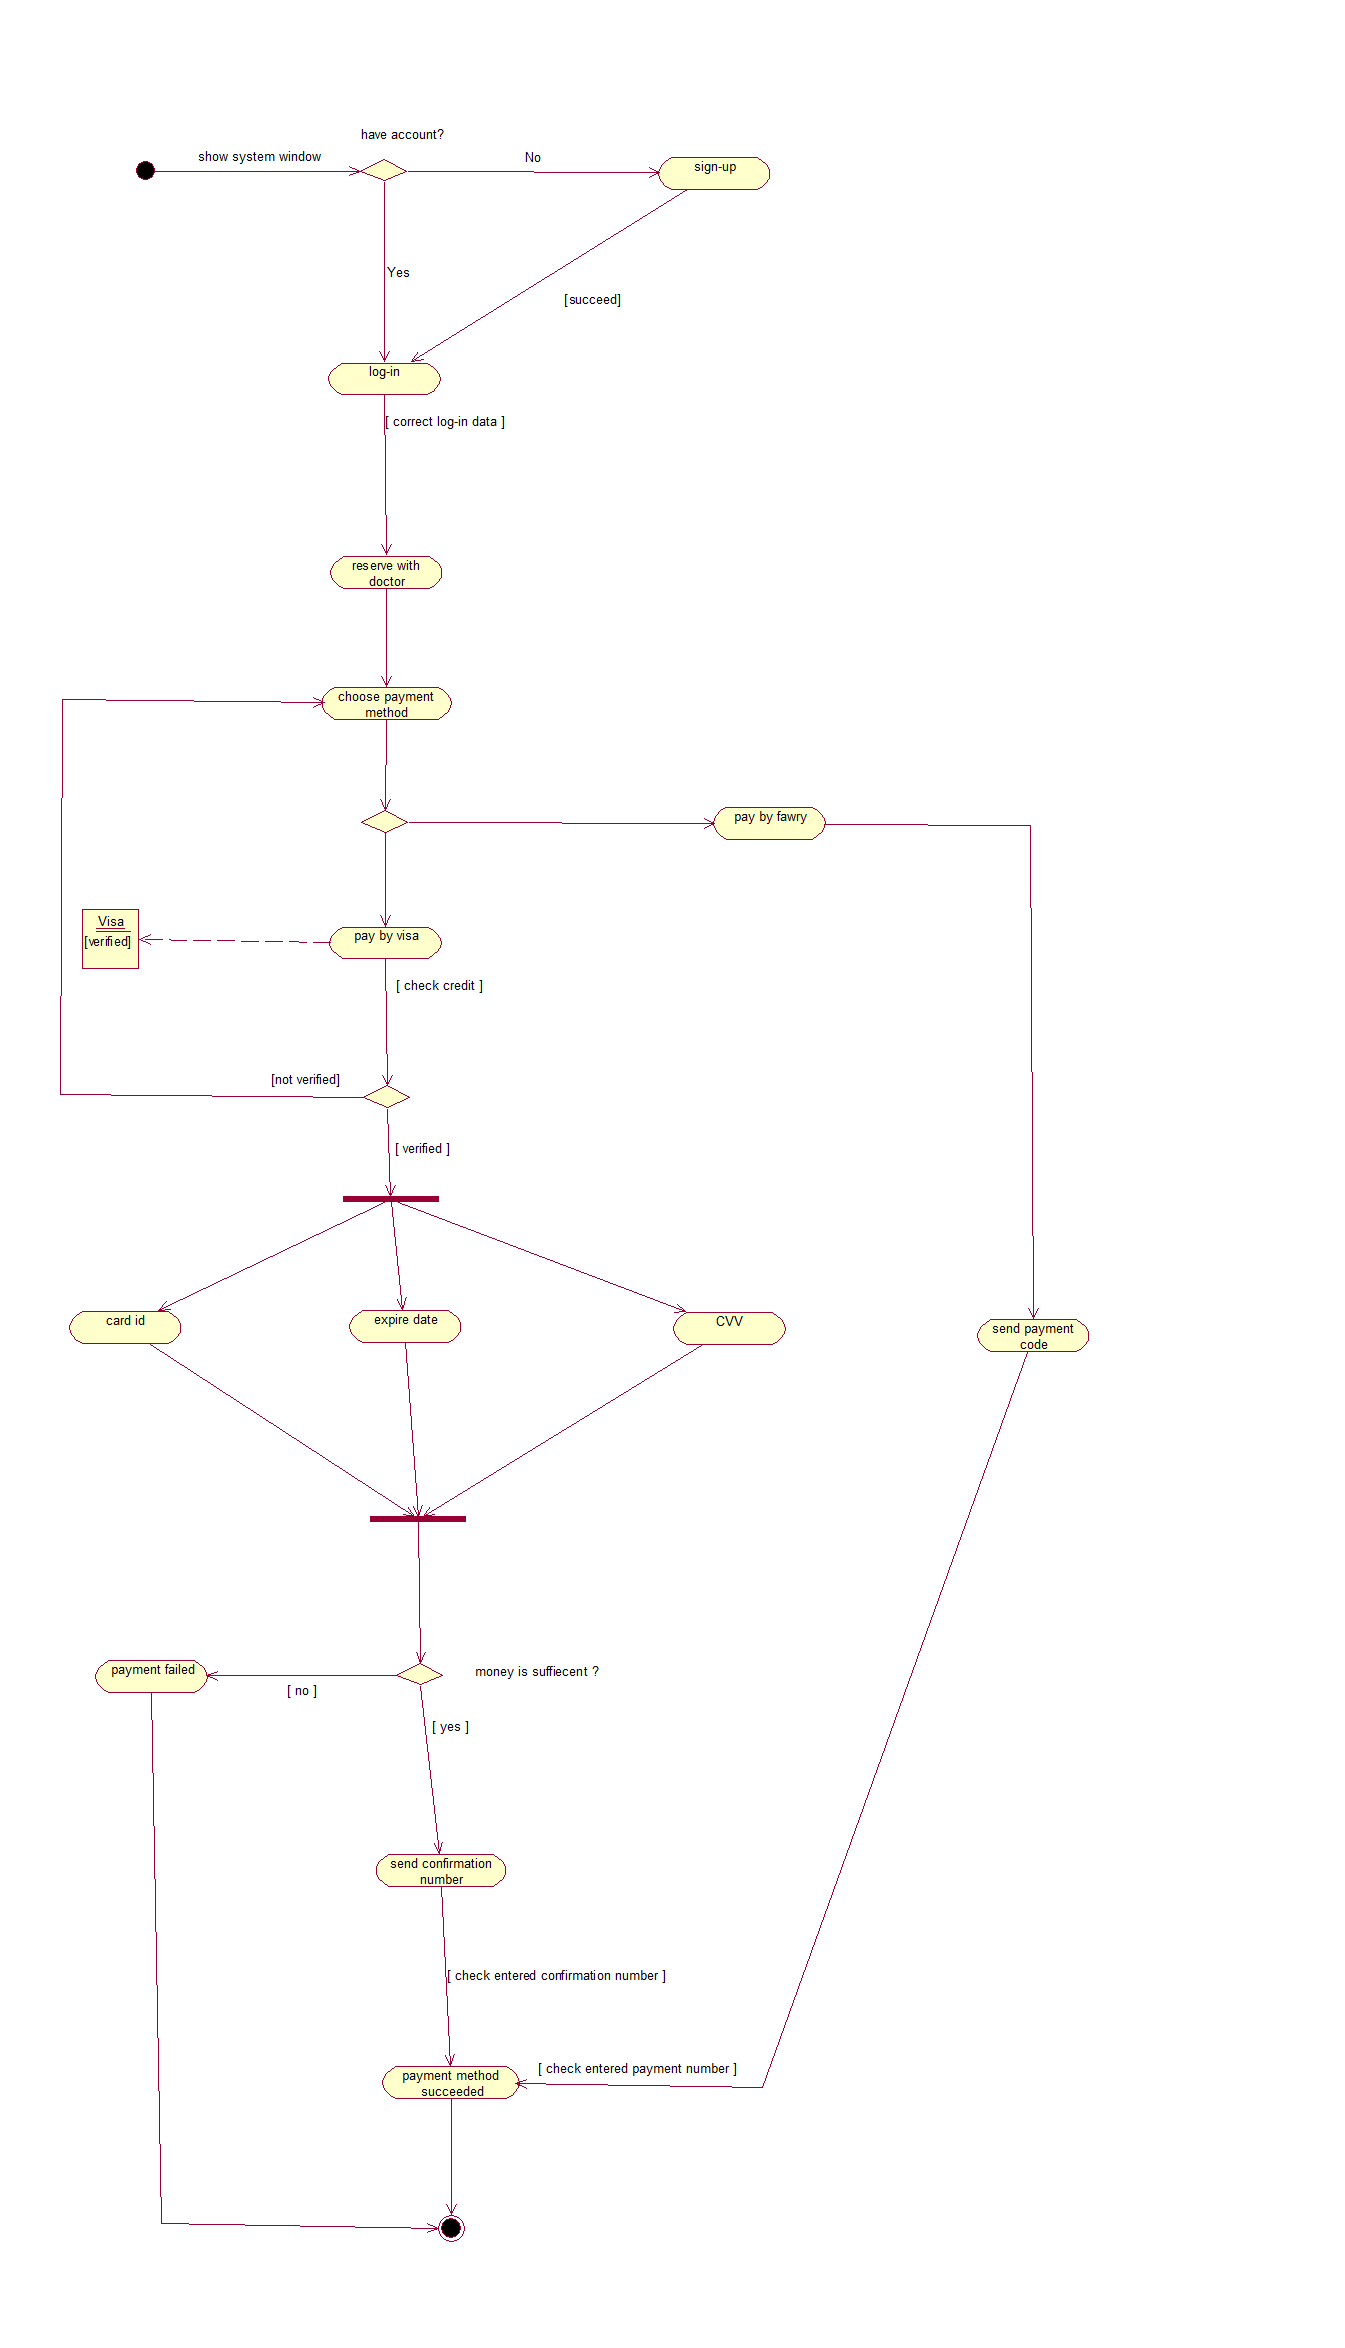 have account?
show system window
No
sign-up
Yes
[succeed]
log-in
[ correct log-in data ]
reserve with
doctor
choose payment
method
pay by fawry
Visa
[verified]
pay by visa
[ check credit ]
[not verified]
[ verified ]
card id
expire date
CVV
send payment
code
payment failed
money is suffiecent ?
[ no ]
[ yes ]
send confirmation
number
[ check entered confirmation number ]
[ check entered payment number ]
payment method
succeeded